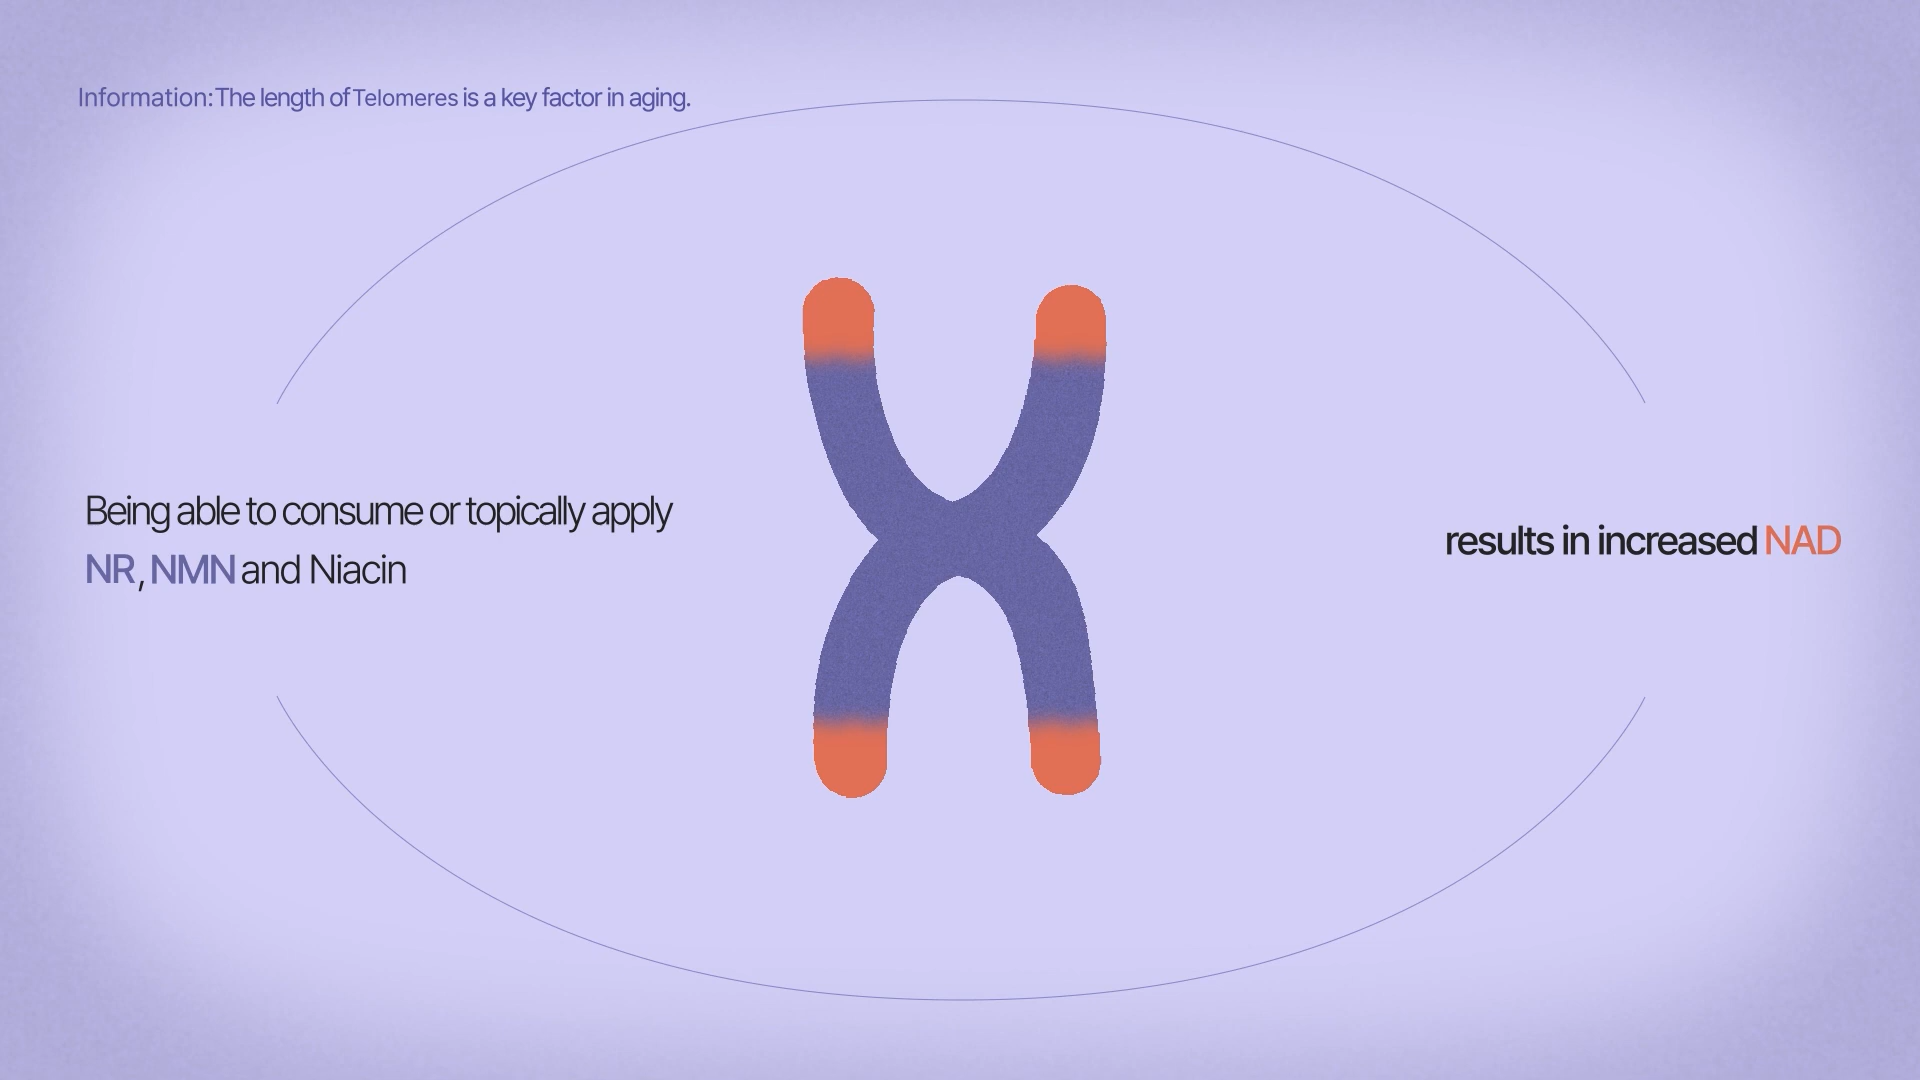 Information: The length of Telomeres is a key factor in aging.
Being able to consume or topically apply
NR, NMN and Niacin
results in increased NAD